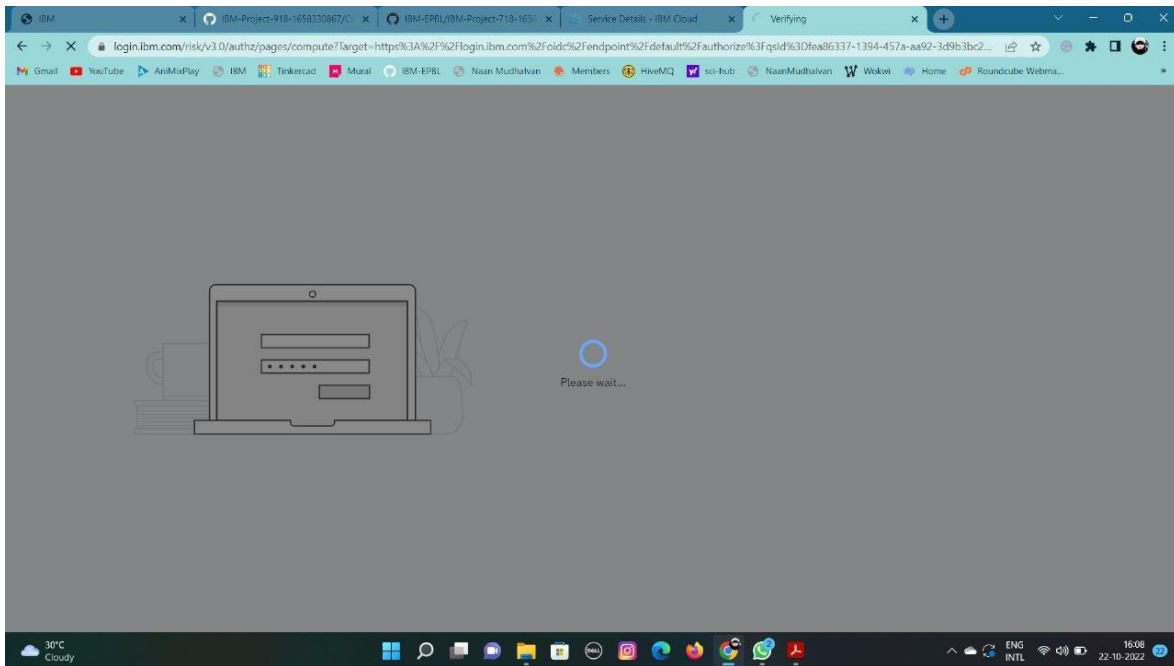 IBM
IBM-Project-918-1658330867/Co
IBM-EPBL/IBM-Project-718-1658
Service Details - IBM Cloud
Verifying
login.ibm.com/risk/v3.0/authz/pages/compute?Target=https%3A%2F%2Flogin.ibm.com%2Foidc%2Fendpoint%2Fdefault%2Fauthorize%3Fqsld%3Dfea86337-1394-457a-aa92-3d9b3bc2...
Gmail YouTube AniMixPlay IBM Tinkercad Mural IBM-EPBL Naan Mudhalvan Members HiveMQ sci-hub NaanMudhalvan Wokwi Home Roundcube Webma...
Please wait...
30°C
Cloudy
ENG
INTL
16:08
22-10-2022
22